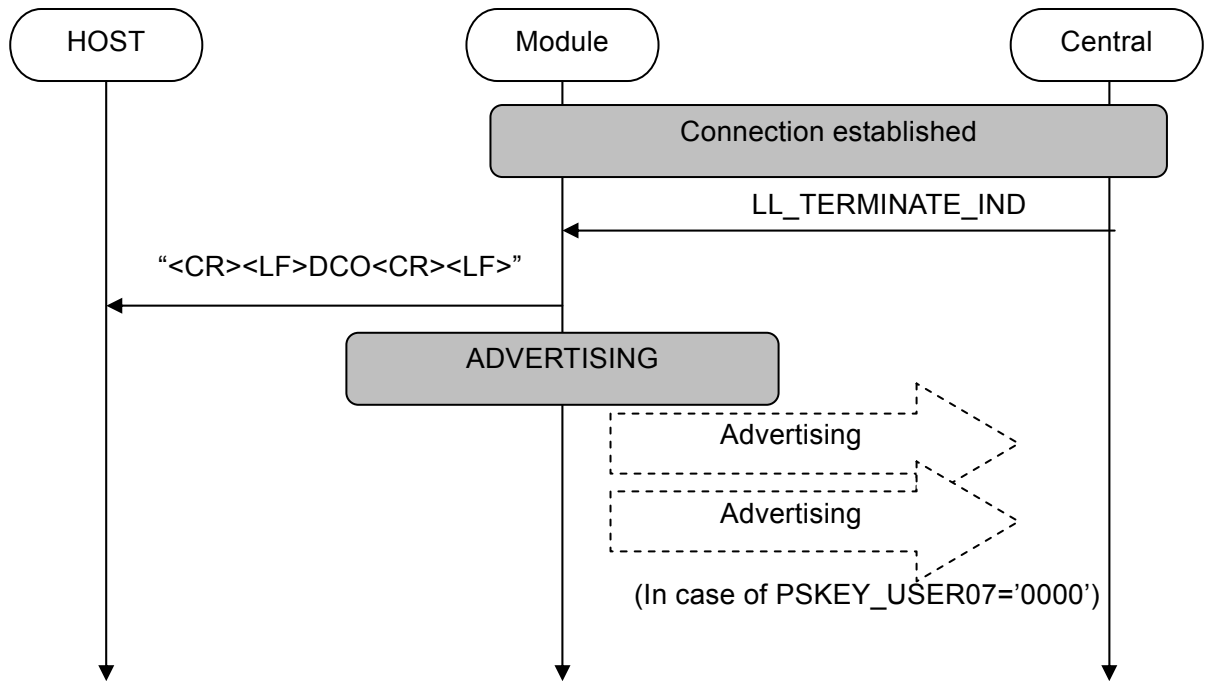 HOST
Module
Central
Connection established
LL_TERMINATE_IND
“<CR><LF>DCO<CR><LF>”
ADVERTISING
Advertising
Advertising
(In case of PSKEY_USER07=’0000’)